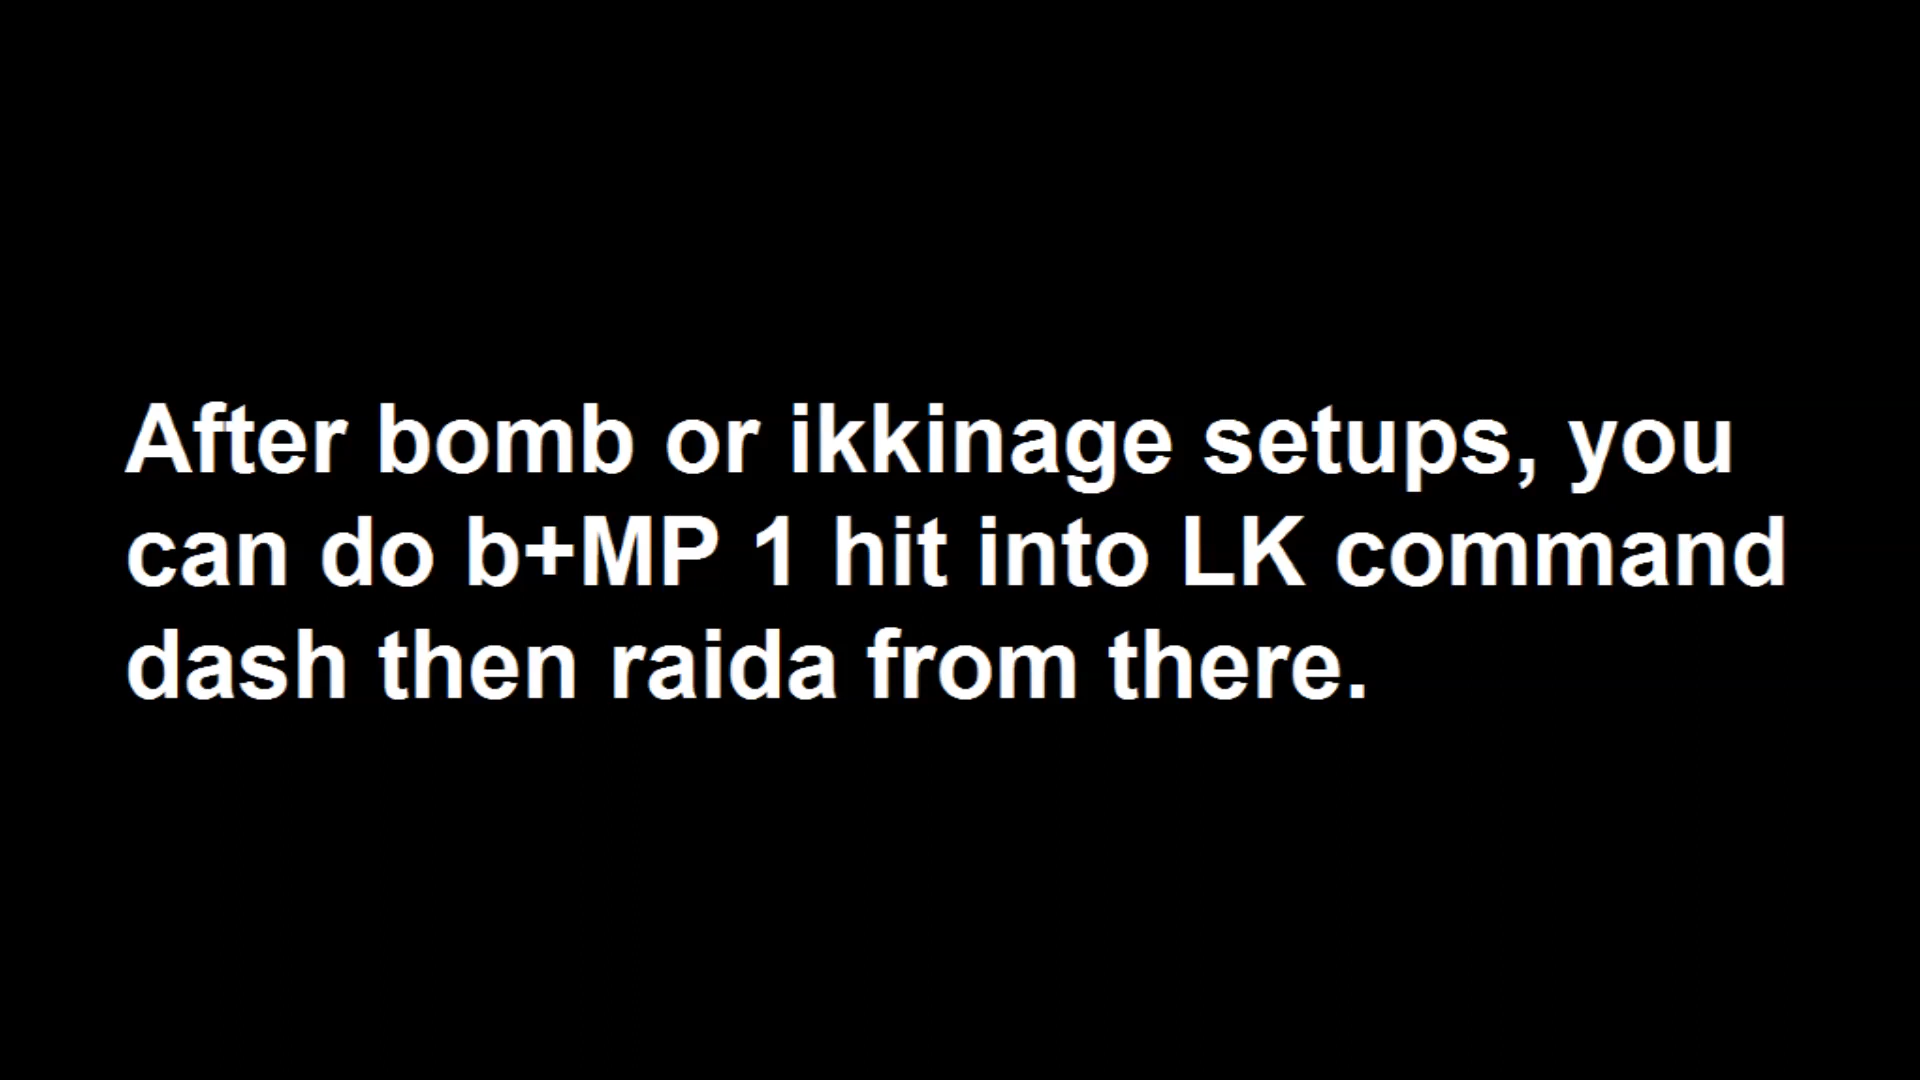 After bomb or ikkinage setups, you
can do b+MP 1 hit into LK command
dash then raida from there.